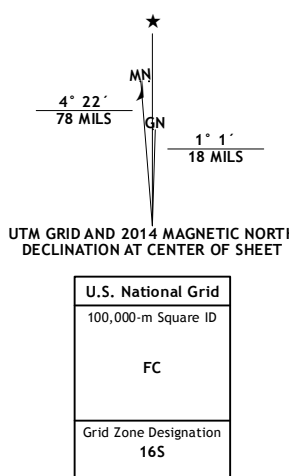 MN
4° 22´
78 MILS
GN
1° 1´
18 MILS
UTM GRID AND 2014 MAGNETIC NORTH
DECLINATION AT CENTER OF SHEET
U.S. National Grid
100,000-m Square ID
FC
Grid Zone Designation
16S